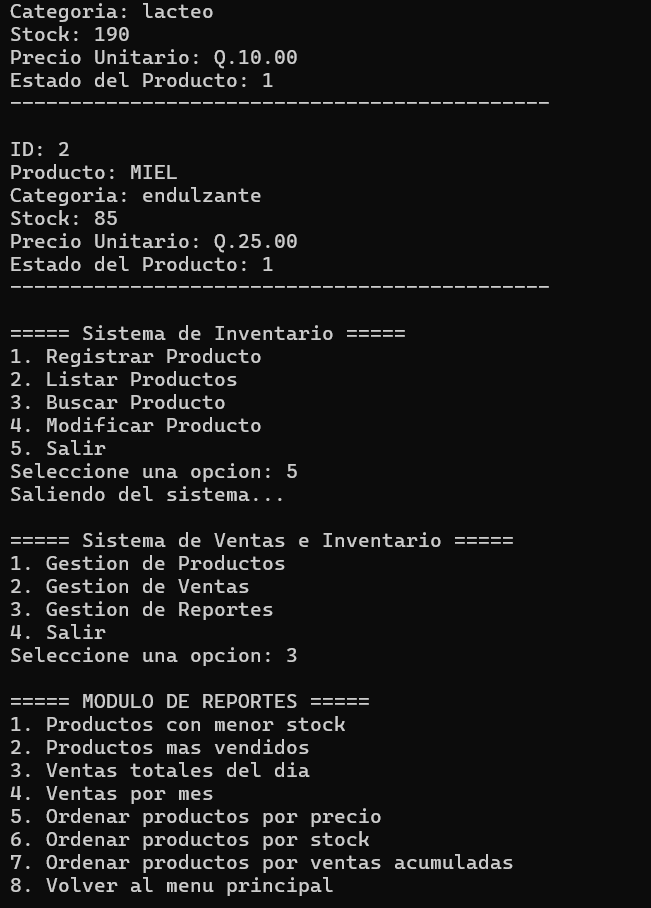 Categoria: lacteo
Stock: 190
Precio Unitario: Q.10.00
Estado del Producto: 1
---------------------------------------------
ID: 2
Producto: MIEL
Categoria: endulzante
Stock: 85
Precio Unitario: Q.25.00
Estado del Producto: 1
---------------------------------------------
===== Sistema de Inventario =====
1. Registrar Producto
2. Listar Productos
3. Buscar Producto
4. Modificar Producto
5. Salir
Seleccione una opcion: 5
Saliendo del sistema...
===== Sistema de Ventas e Inventario =====
1. Gestion de Productos
2. Gestion de Ventas
3. Gestion de Reportes
4. Salir
Seleccione una opcion: 3
===== MODULO DE REPORTES =====
1. Productos con menor stock
2. Productos mas vendidos
3. Ventas totales del dia
4. Ventas por mes
5. Ordenar productos por precio
6. Ordenar productos por stock
7. Ordenar productos por ventas acumuladas
8. Volver al menu principal